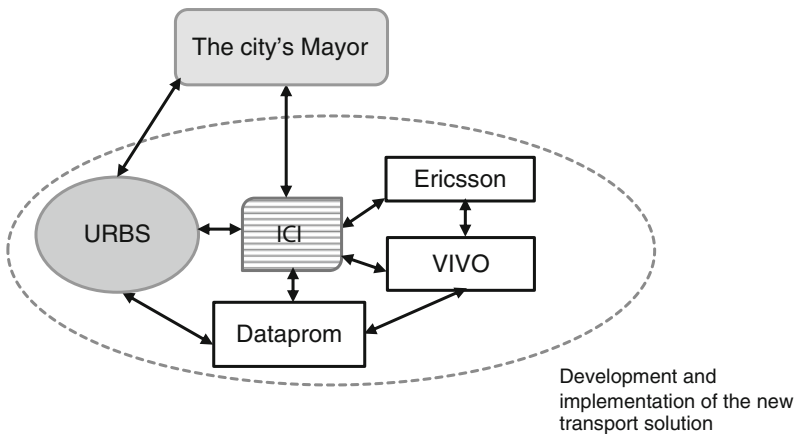 The city's Mayor
Ericsson
URBS
ICI
VIVO
Dataprom
Development and
implementation of the new
transport solution